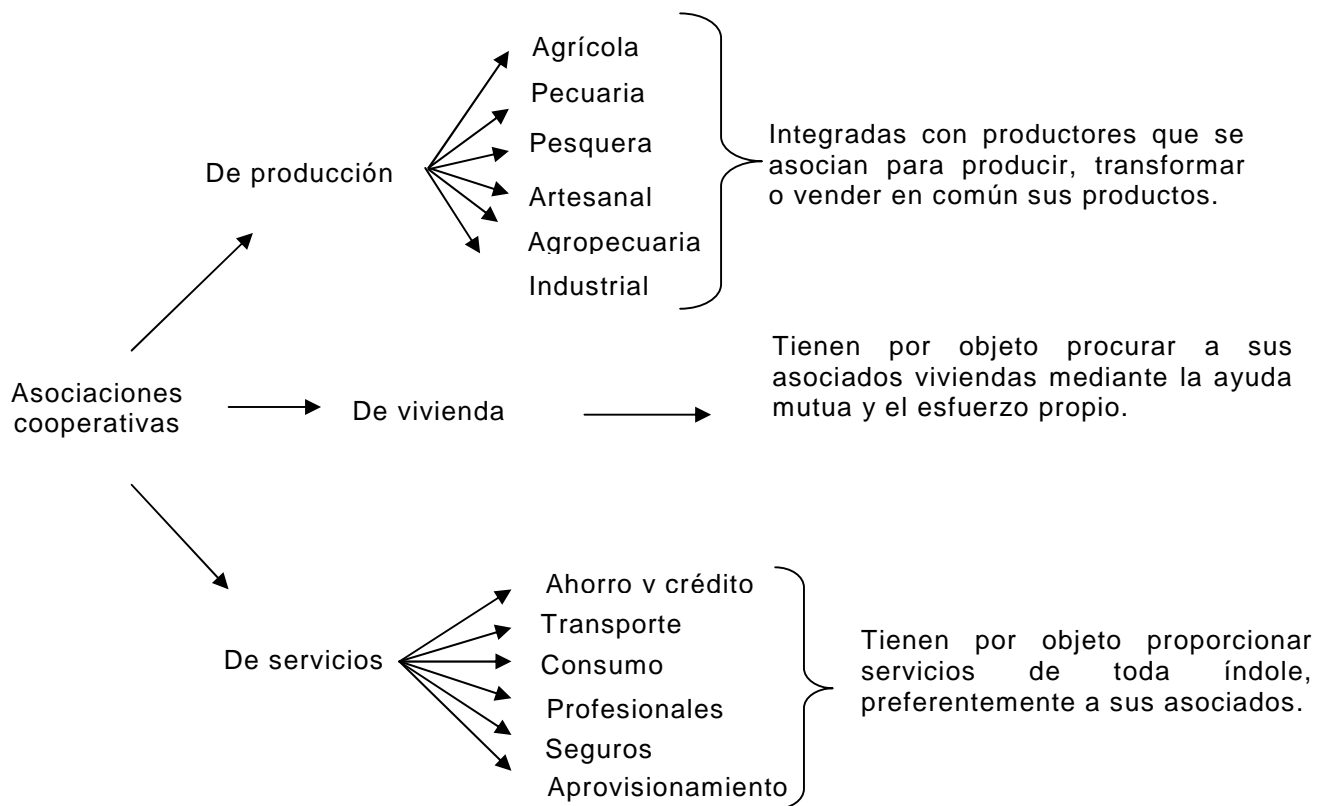 Agrícola
Pecuaria
Pesquera
Artesanal
Agropecuaria
Industrial
De producción
Integradas con productores que se
asocian para producir, transformar
o vender en común sus productos.
Asociaciones
cooperativas
De vivienda
Tienen por objeto procurar a sus
asociados viviendas mediante la ayuda
mutua y el esfuerzo propio.
De servicios
Ahorro y crédito
Transporte
Consumo
Profesionales
Seguros
Aprovisionamiento
Tienen por objeto proporcionar
servicios de toda índole,
preferentemente a sus asociados.